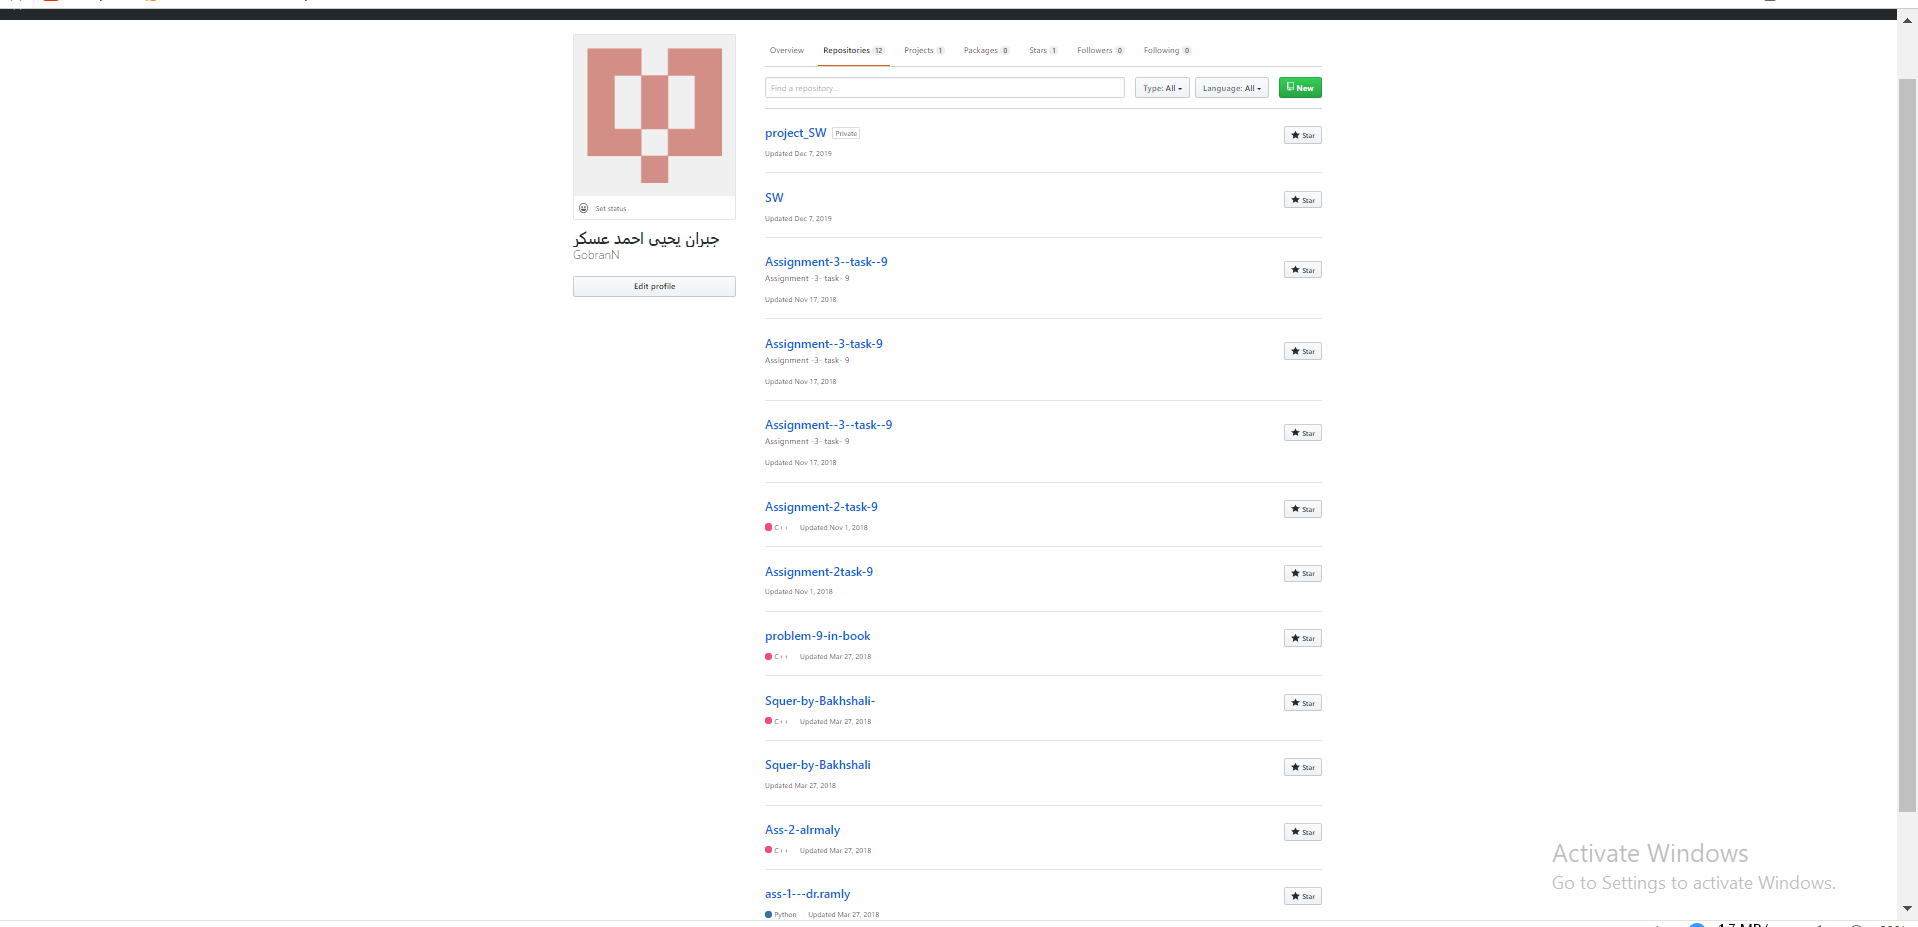 Overview Repositories 12 Projects 1 Packages 0 Stars 1 Followers 0 Following 0
Find a repository...
Type: All
Language: All
New
Set status
جبران يحيى احمد عسكر
GobranN
Edit profile
project_SW Private
Star
Updated Dec 7, 2019
SW
Star
Updated Dec 7, 2019
Assignment-3--task--9
Star
Assignment -3- task- 9
Updated Nov 17, 2018
Assignment--3-task-9
Star
Assignment -3- task- 9
Updated Nov 17, 2018
Assignment--3--task--9
Star
Assignment -3- task- 9
Updated Nov 17, 2018
Assignment-2-task-9
Star
C++ Updated Nov 1, 2018
Assignment-2task-9
Star
Updated Nov 1, 2018
problem-9-in-book
Star
C++ Updated Mar 27, 2018
Squer-by-Bakhshali-
Star
C++ Updated Mar 27, 2018
Squer-by-Bakhshali
Star
Updated Mar 27, 2018
Ass-2-alrmaly
Star
C++ Updated Mar 27, 2018
ass-1---dr.ramly
Star
Python Updated Mar 27, 2018
Activate Windows
Go to Settings to activate Windows.